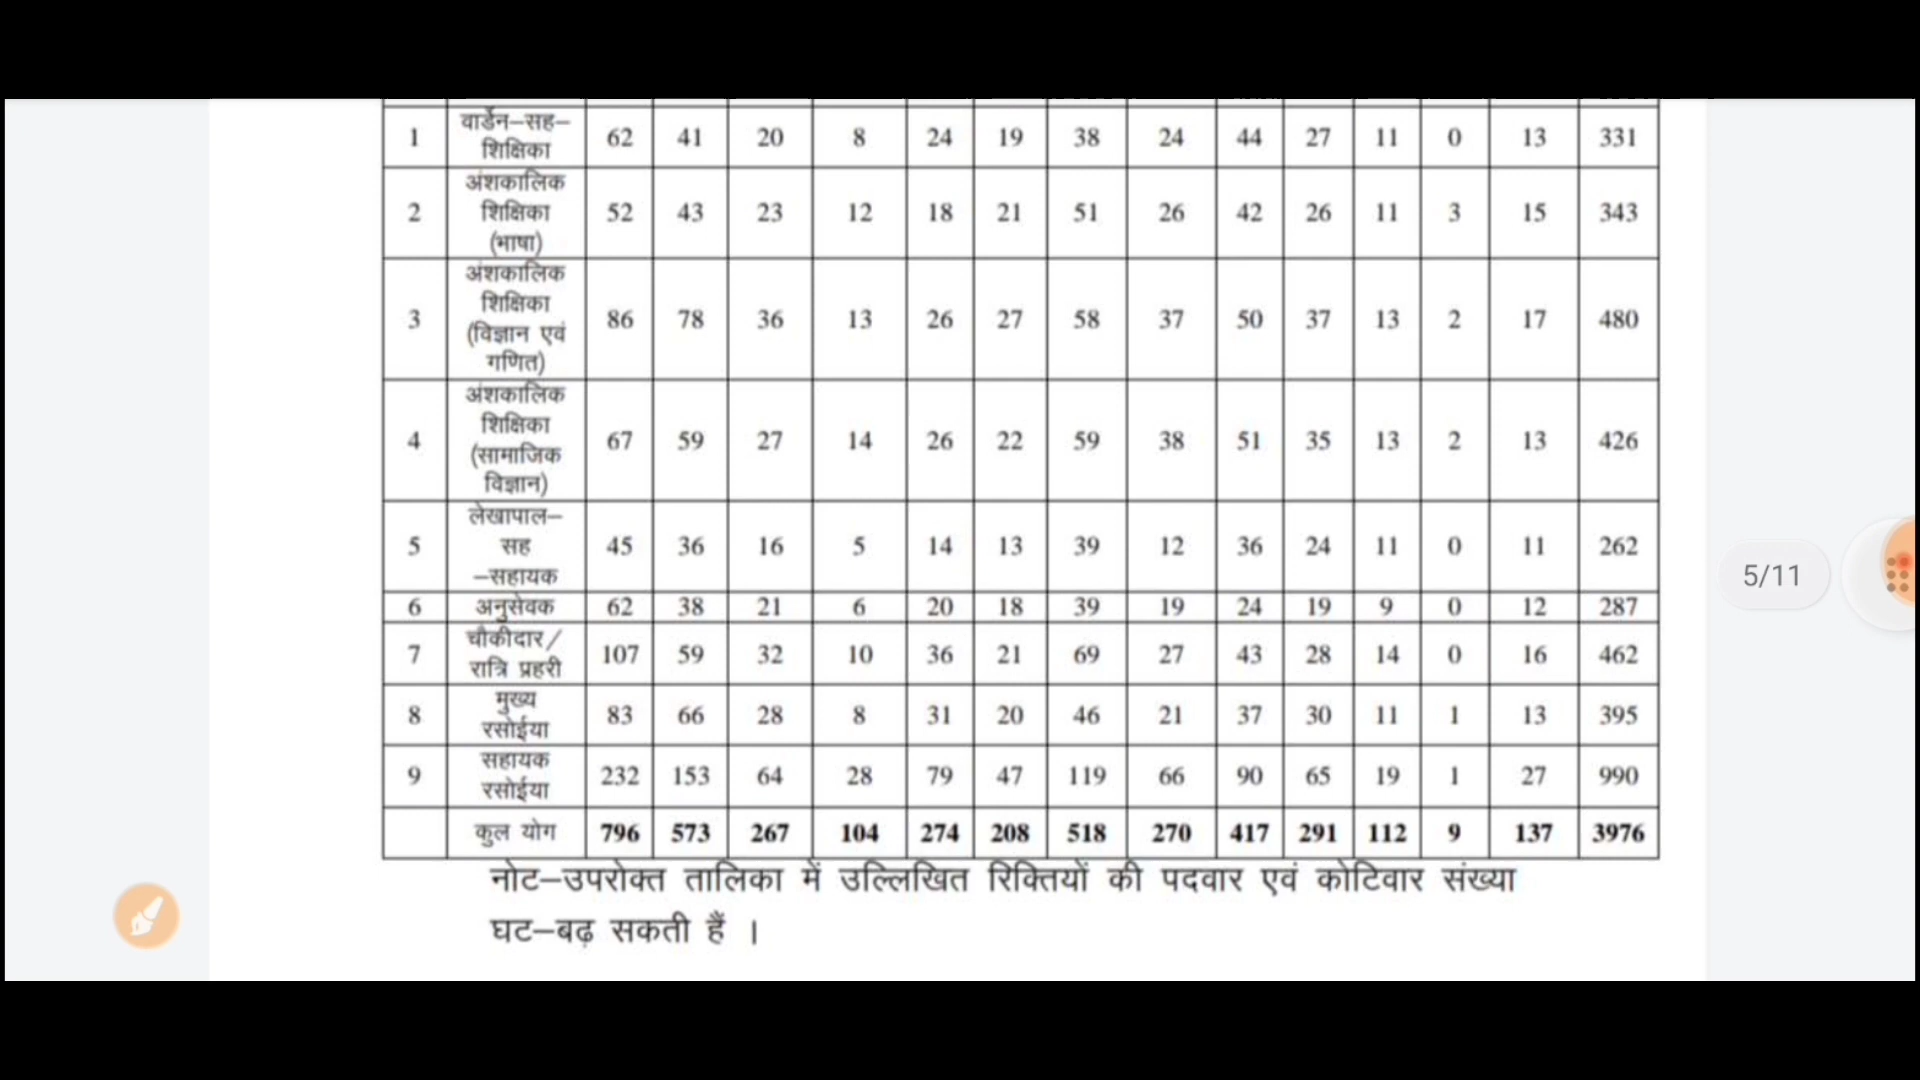 1 वार्डेन–सह–शिक्षिका 62 41 20 8 24 19 38 24 44 27 11 0 13 331
2 अंशकालिक शिक्षिका (भाषा) 52 43 23 12 18 21 51 26 42 26 11 3 15 343
3 अंशकालिक शिक्षिका (विज्ञान एवं गणित) 86 78 36 13 26 27 58 37 50 37 13 2 17 480
4 अंशकालिक शिक्षिका (सामाजिक विज्ञान) 67 59 27 14 26 22 59 38 51 35 13 2 13 426
5 लेखापाल–सह –सहायक 45 36 16 5 14 13 39 12 36 24 11 0 11 262
6 अनुसेवक 62 38 21 6 20 18 39 19 24 19 9 0 12 287
7 चौकीदार/ रात्रि प्रहरी 107 59 32 10 36 21 69 27 43 28 14 0 16 462
8 मुख्य रसोईया 83 66 28 8 31 20 46 21 37 30 11 1 13 395
9 सहायक रसोईया 232 153 64 28 79 47 119 66 90 65 19 1 27 990
कुल योग 796 573 267 104 274 208 518 270 417 291 112 9 137 3976
नोट–उपरोक्त तालिका में उल्लिखित रिक्तियों की पदवार एवं कोटिवार संख्या
घट–बढ़ सकती हैं ।
5/11